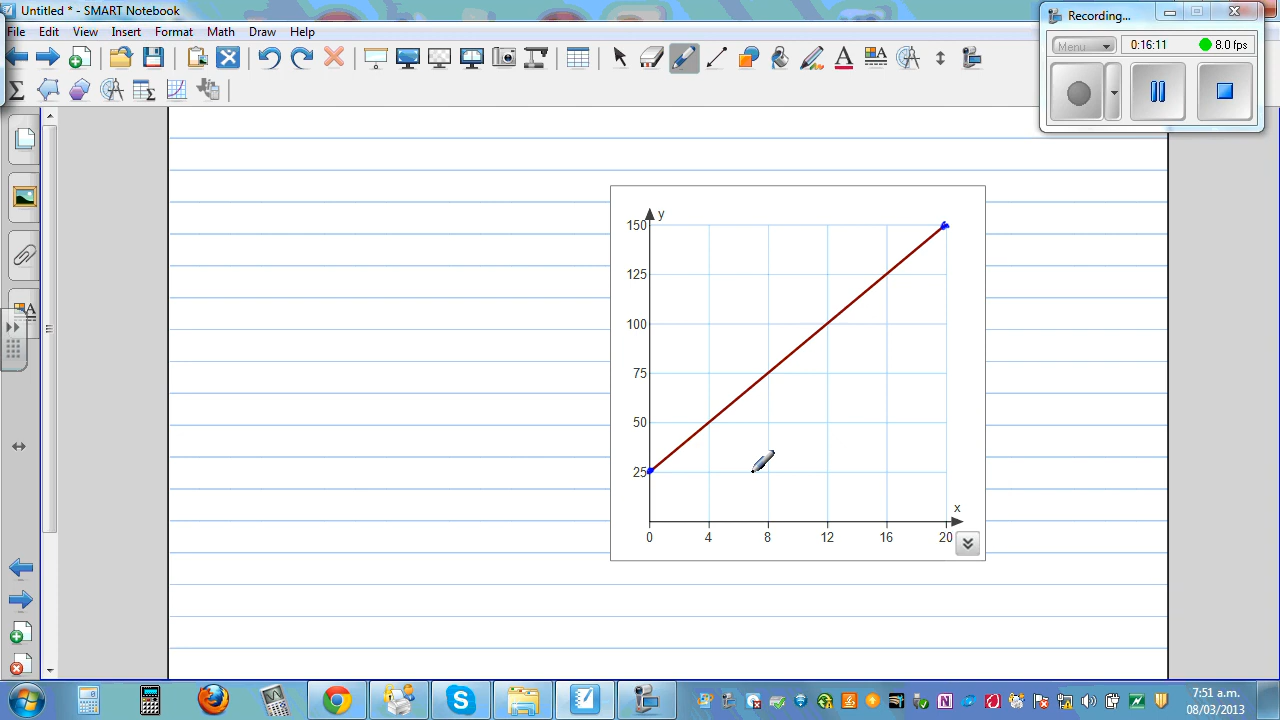 Untitled * - SMART Notebook
Recording...
File Edit View Insert Format Math Draw Help
Menu 0:16:11 8.0 fps
y
150
125
100
75
50
25
x
0 4 8 12 16 20
7:51 a.m.
08/03/2013